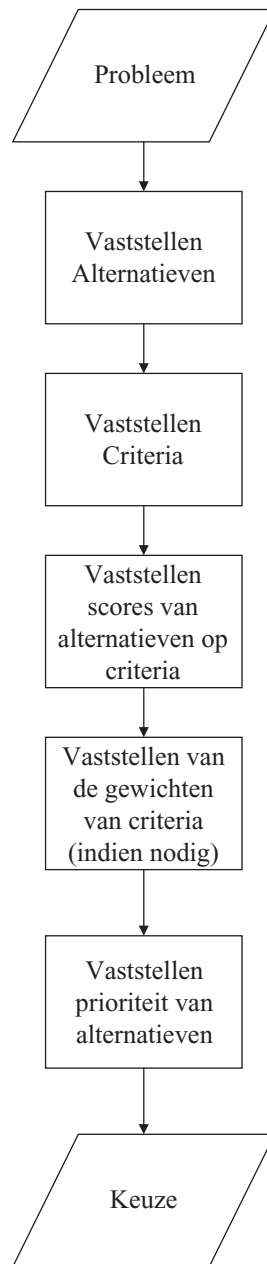 Probleem
Vaststellen
Alternatieven
Vaststellen
Criteria
Vaststellen
scores van
alternatieven op
criteria
Vaststellen van
de gewichten
van criteria
(indien nodig)
Vaststellen
prioriteit van
alternatieven
Keuze